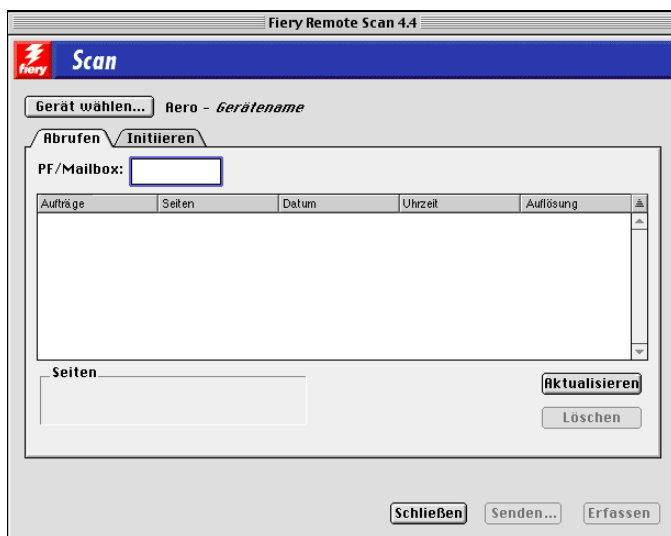 Fiery Remote Scan 4.4
fiery Scan
Gerät wählen... Aero - Gerätename
Abrufen Initiieren
PF/Mailbox:
Aufträge Seiten Datum Uhrzeit Auflösung
Seiten
Aktualisieren
Löschen
Schließen Senden... Erfassen